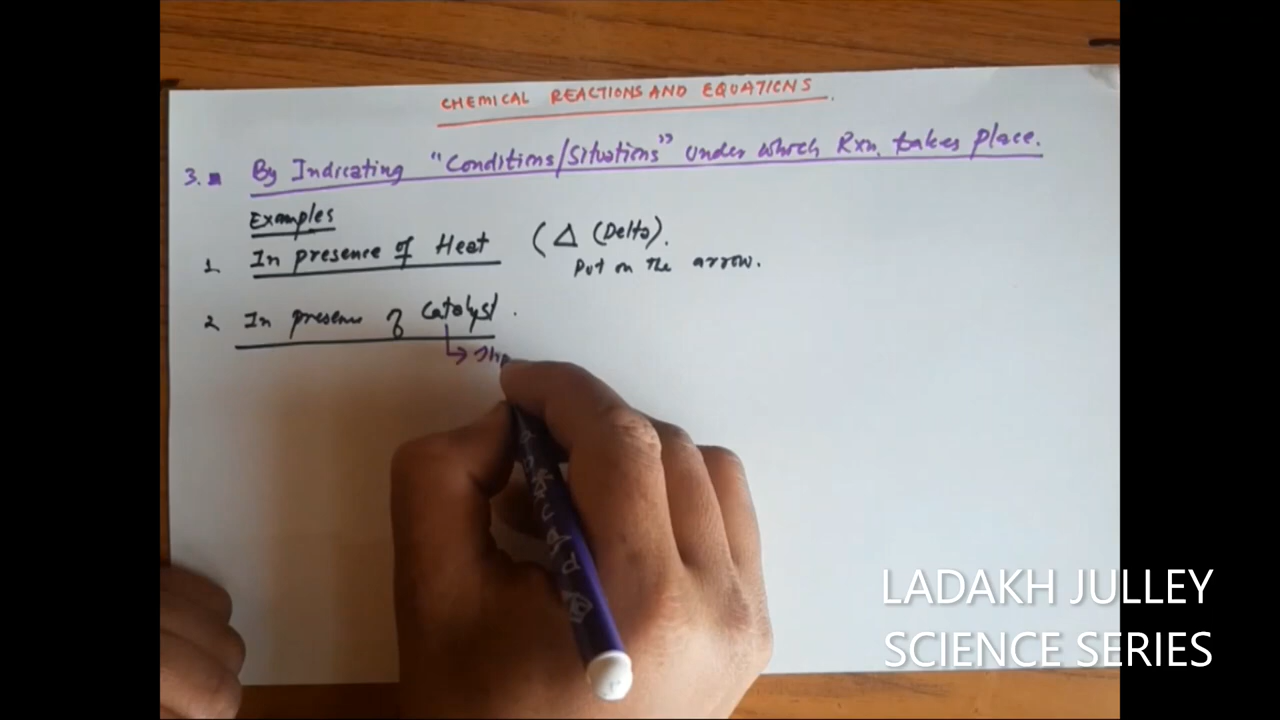 CHEMICAL REACTIONS AND EQUATIONS
3. By Indicating "Conditions/Situations" under which Rxn. takes place.
Examples
1. In presence of Heat (Δ (Delta).
Put on the arrow.
2. In presence of Catalyst.
LADAKH JULLEY
SCIENCE SERIES